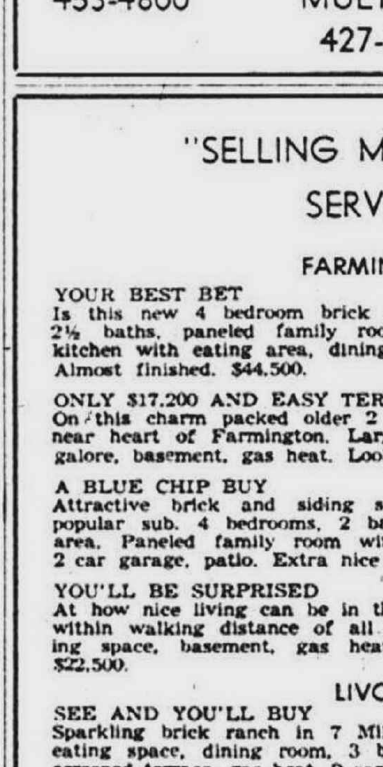 453-4800
427-
"SELLING M
SERV
FARMIN
YOUR BEST BET
Is this new 4 bedroom brick
2½ baths, paneled family roo
kitchen with eating area, dining
Almost finished. $44,500.
ONLY $17,200 AND EASY TER
On this charm packed older 2
near heart of Farmington. Lar
galore, basement, gas heat. Loo
A BLUE CHIP BUY
Attractive brick and siding s
popular sub. 4 bedrooms, 2 ba
area. Paneled family room wi
2 car garage, patio. Extra nice
YOU'LL BE SURPRISED
At how nice living can be in th
within walking distance of all
ing space, basement, gas hea
$22,500.
LIVO
SEE AND YOU'LL BUY
Sparkling brick ranch in 7 Mi
eating space, dining room, 3 b